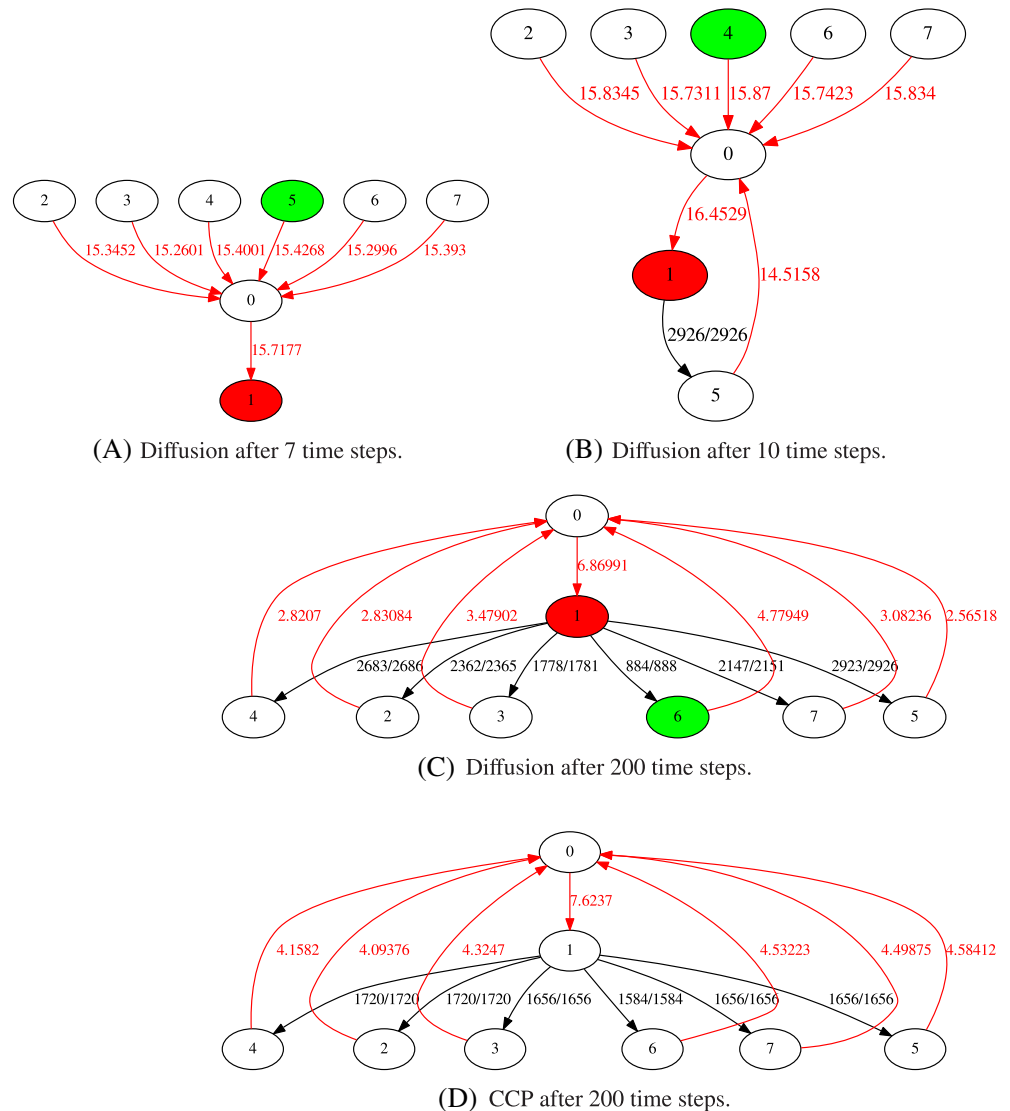 2 3 4 6 7
15.8345 15.7311 15.87 15.7423 15.834
0
2 3 4 5 6 7
16.4529
15.3452 15.2601 15.4001 15.4268 15.2996 15.393
1 14.5158
0
2926/2926
15.7177
1 5
(A) Diffusion after 7 time steps. (B) Diffusion after 10 time steps.
0
6.86991
2.8207 2.83084 3.47902 1 4.77949 3.08236 2.56518
2683/2686 2362/2365 1778/1781 884/888 2147/2151 2923/2926
4 2 3 6 7 5
(C) Diffusion after 200 time steps.
0
7.6237
4.1582 4.09376 4.3247 1 4.53223 4.49875 4.58412
1720/1720 1720/1720 1656/1656 1584/1584 1656/1656 1656/1656
4 2 3 6 7 5
(D) CCP after 200 time steps.